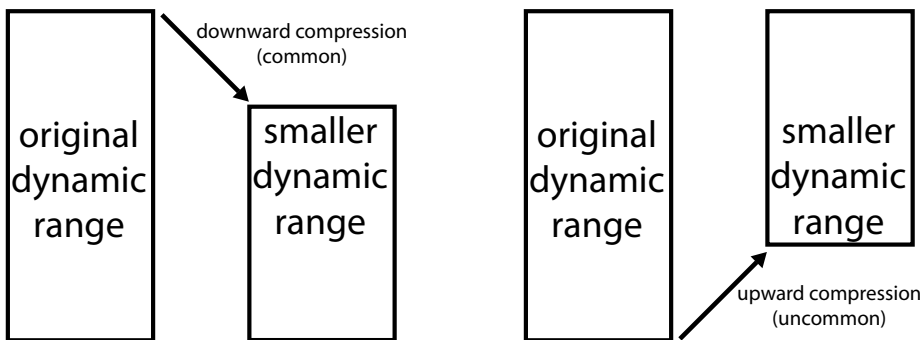 original
dynamic
range
downward compression
(common)
smaller
dynamic
range
original
dynamic
range
smaller
dynamic
range
upward compression
(uncommon)